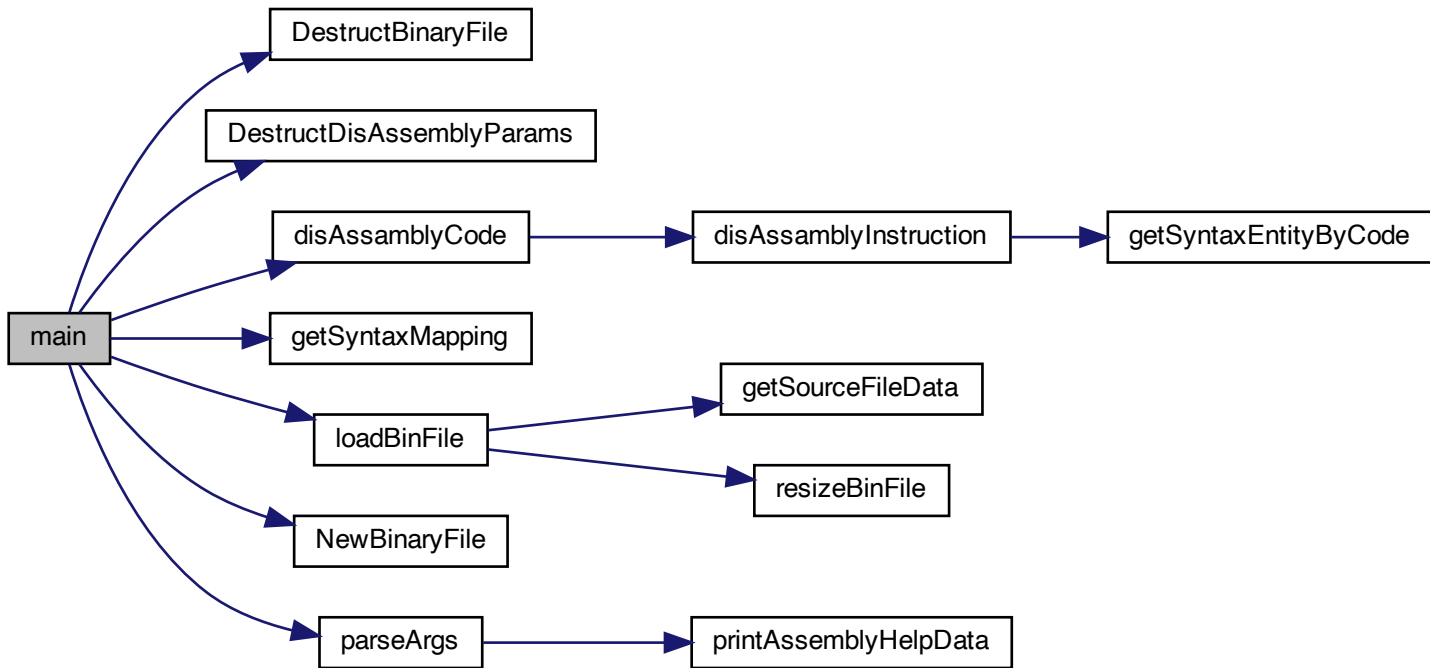 DestructBinaryFile
DestructDisAssemblyParams
disAssamblyCode
disAssamblyInstruction
getSyntaxEntityByCode
main
getSyntaxMapping
getSourceFileData
loadBinFile
resizeBinFile
NewBinaryFile
parseArgs
printAssemblyHelpData